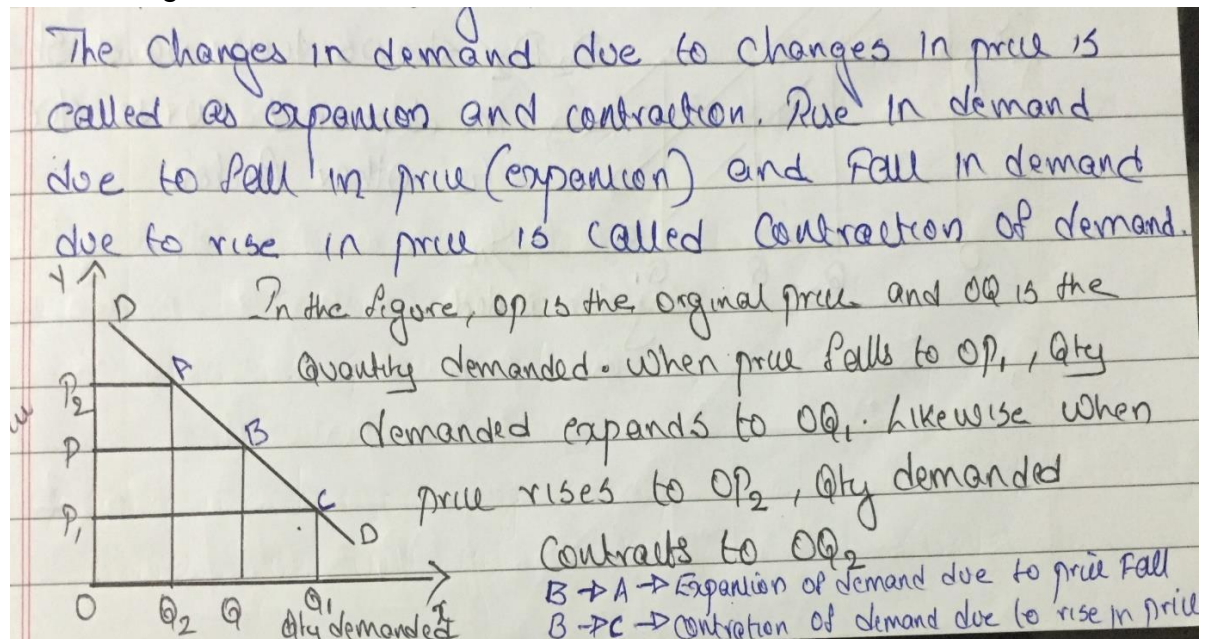 The Changes in demand due to changes in price is
called as expansion and contraction. Rise in demand
due to fall in price (expansion) and Fall in demand
due to rise in price is called Contraction of demand.
Y
D
In the figure, OP is the orginal price and OQ is the
A
Quantity demanded. When price falls to OP₁, Qty
P₂
demanded expands to OQ₁. Likewise when
B
P
price rises to OP₂, Qty demanded
C
P₁
D
Contracts to OQ₂
B → A → Expansion of demand due to price Fall
O Q₂ Q Q₁
Qty demanded X
B → C → Contrction of demand due to rise in price